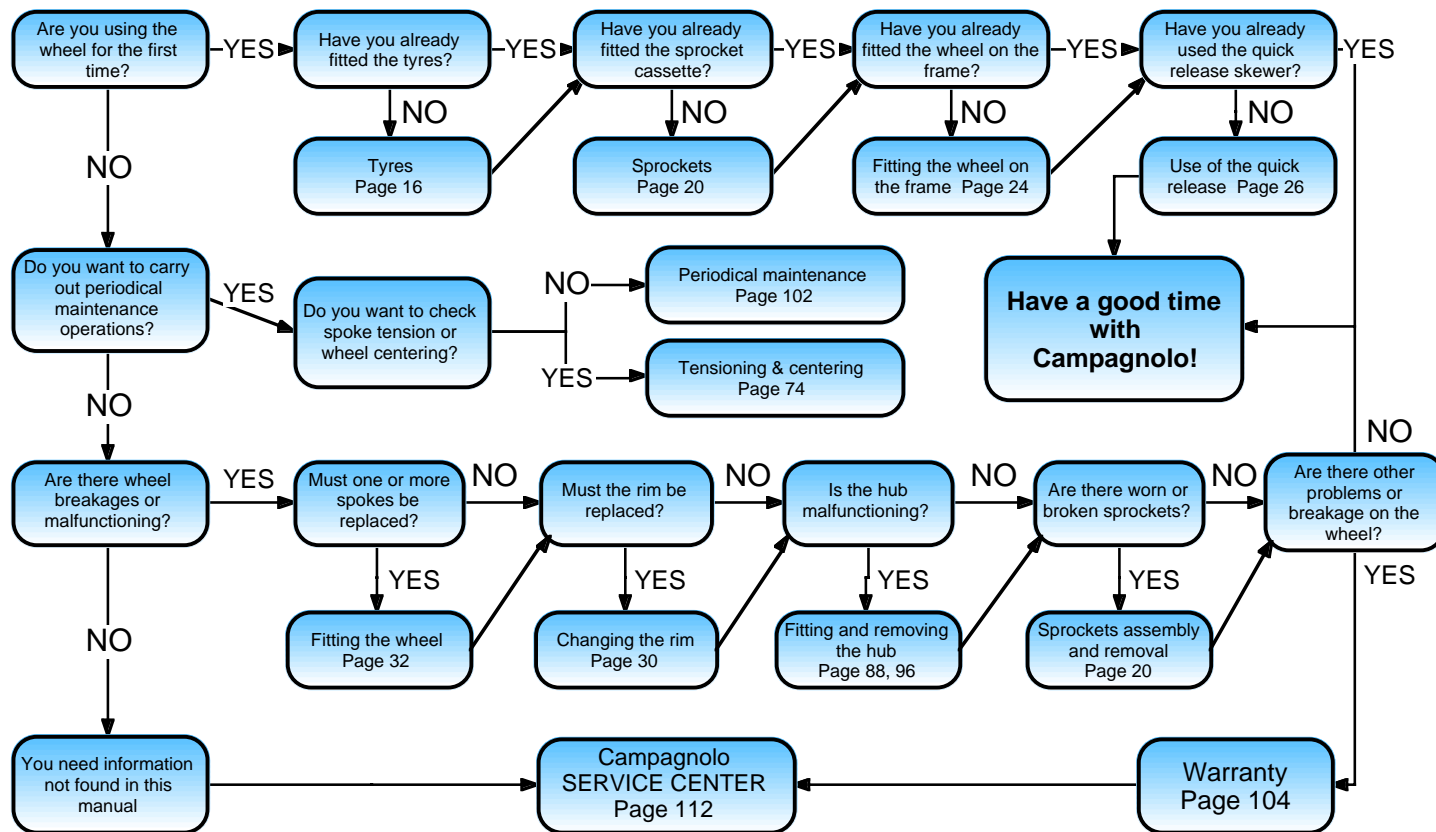 Are you using the
wheel for the first
time?
YES
Have you already
fitted the tyres?
YES
Have you already
fitted the sprocket
cassette?
YES
Have you already
fitted the wheel on the
frame?
YES
Have you already
used the quick
release skewer?
YES
NO
NO
NO
NO
NO
Tyres
Page 16
Sprockets
Page 20
Fitting the wheel on
the frame Page 24
Use of the quick
release Page 26
Do you want to carry
out periodical
maintenance
operations?
YES
Do you want to check
spoke tension or
wheel centering?
NO
Periodical maintenance
Page 102
YES
Tensioning & centering
Page 74
Have a good time
with
Campagnolo!
NO
NO
Are there wheel
breakages or
malfunctioning?
YES
Must one or more
spokes be
replaced?
NO
Must the rim be
replaced?
NO
Is the hub
malfunctioning?
NO
Are there worn or
broken sprockets?
NO
Are there other
problems or
breakage on the
wheel?
YES
YES
YES
YES
YES
NO
Fitting the wheel
Page 32
Changing the rim
Page 30
Fitting and removing
the hub
Page 88, 96
Sprockets assembly
and removal
Page 20
You need information
not found in this
manual
Campagnolo
SERVICE CENTER
Page 112
Warranty
Page 104